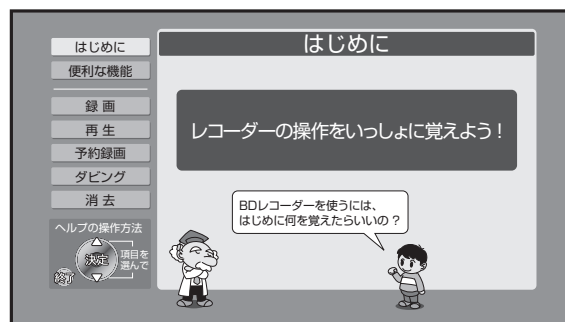 はじめに
便利な機能
録 画
再 生
予約録画
ダビング
消 去
ヘルプの操作方法
決定
項目を
選んで
終了
はじめに
レコーダーの操作をいっしょに覚えよう！
BDレコーダーを使うには、
はじめに何を覚えたらいいの？